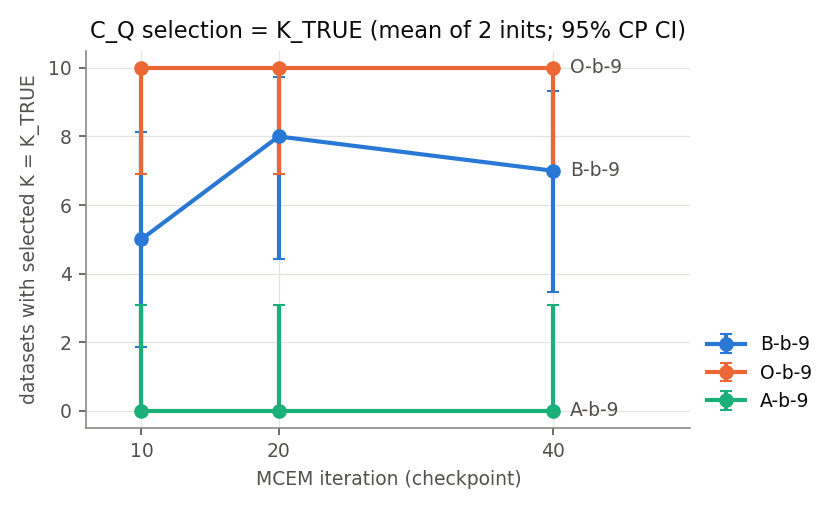 C_Q selection = K_TRUE (mean of 2 inits; 95% CP CI)
datasets with selected K = K_TRUE
10
8
6
4
2
0
O-b-9
B-b-9
A-b-9
10 20 40
MCEM iteration (checkpoint)
B-b-9
O-b-9
A-b-9